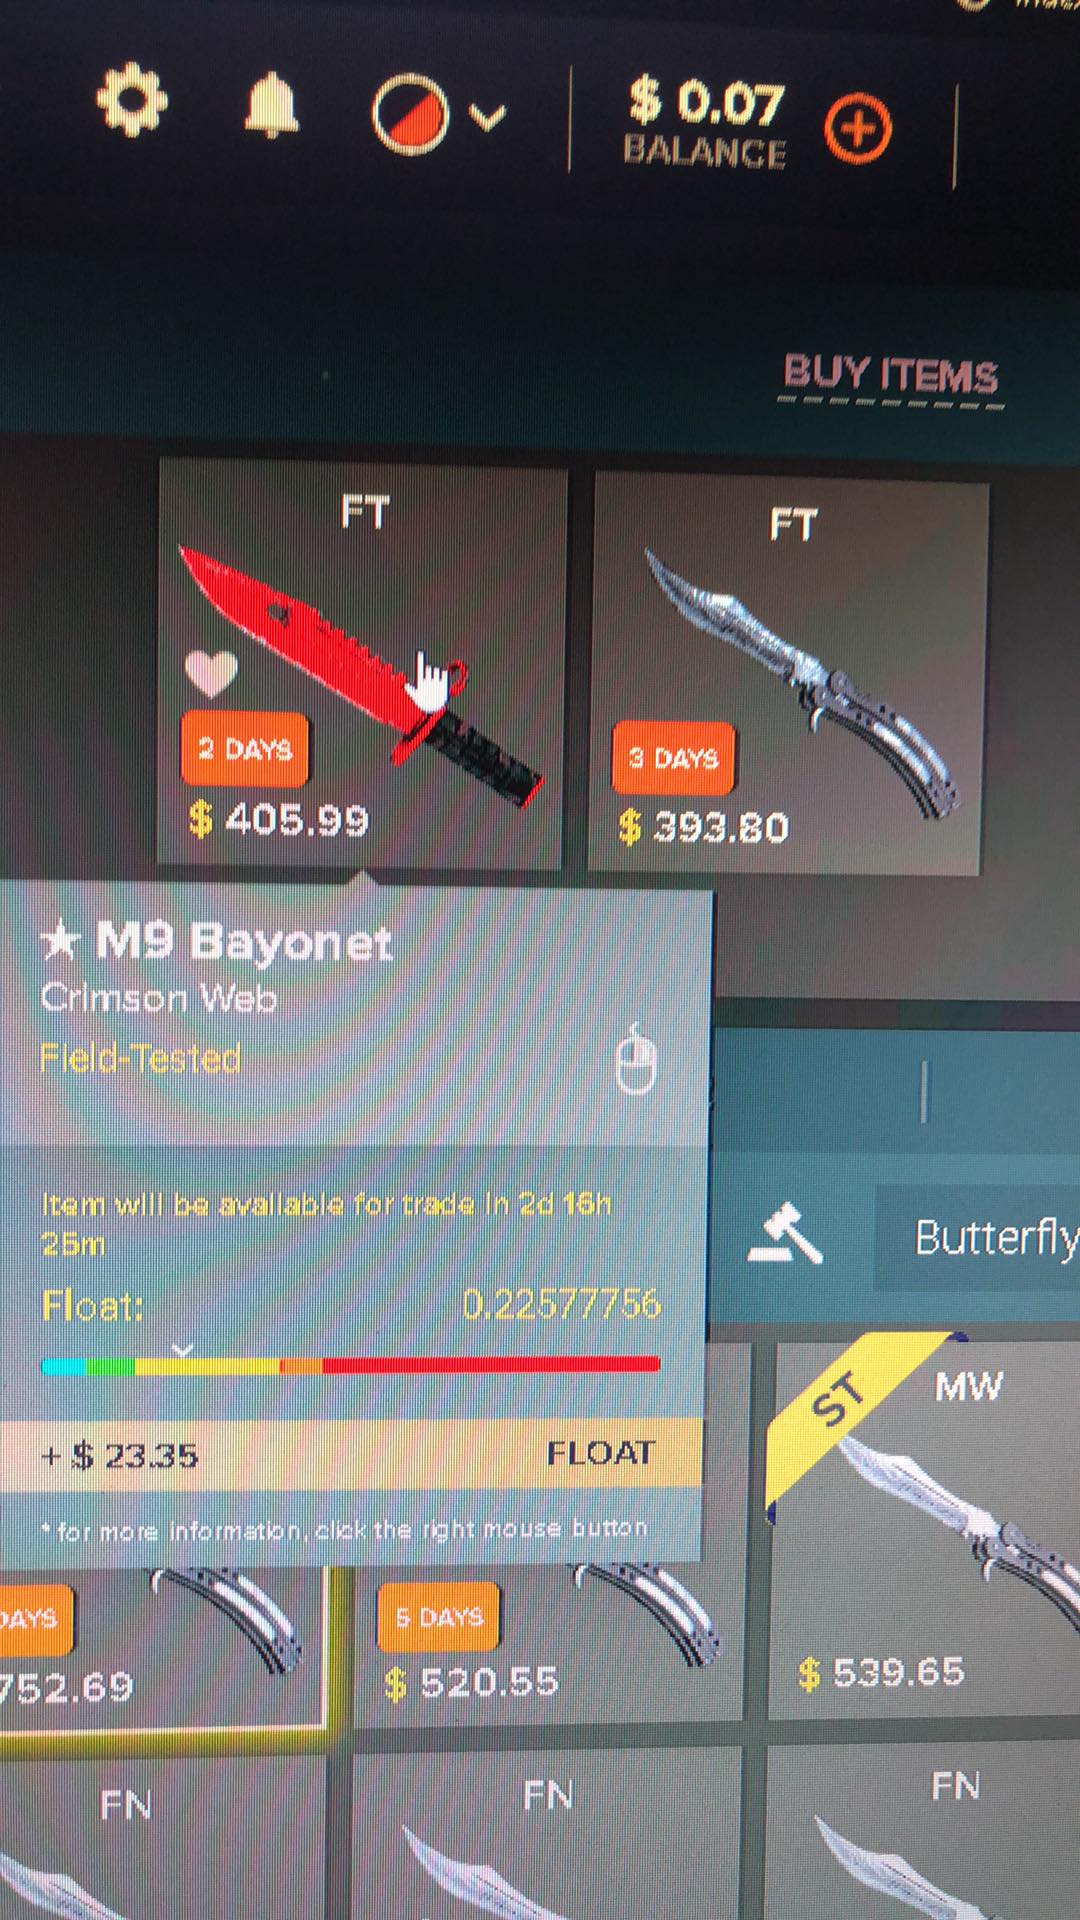 $ 0.07
BALANCE
BUY ITEMS
FT
2 DAYS
$ 405.99
FT
3 DAYS
$ 393.80
★ M9 Bayonet
Crimson Web
Field-Tested
Item will be available for trade in 2d 16h
25m
Float: 0.22577756
+ $ 23.35 FLOAT
* for more information, click the right mouse button
Butterfly
ST
MW
DAYS
752.69
5 DAYS
$ 520.55
$ 539.65
FN
FN
FN